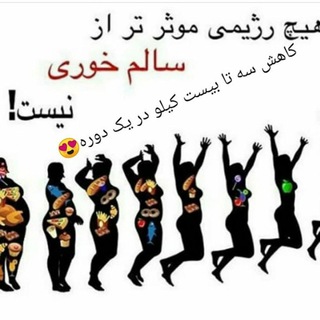 هیچ رژیمی موثر تر از
سالم خوری
نیست!
کاهش سه تا بیست کیلو در یک دوره😍